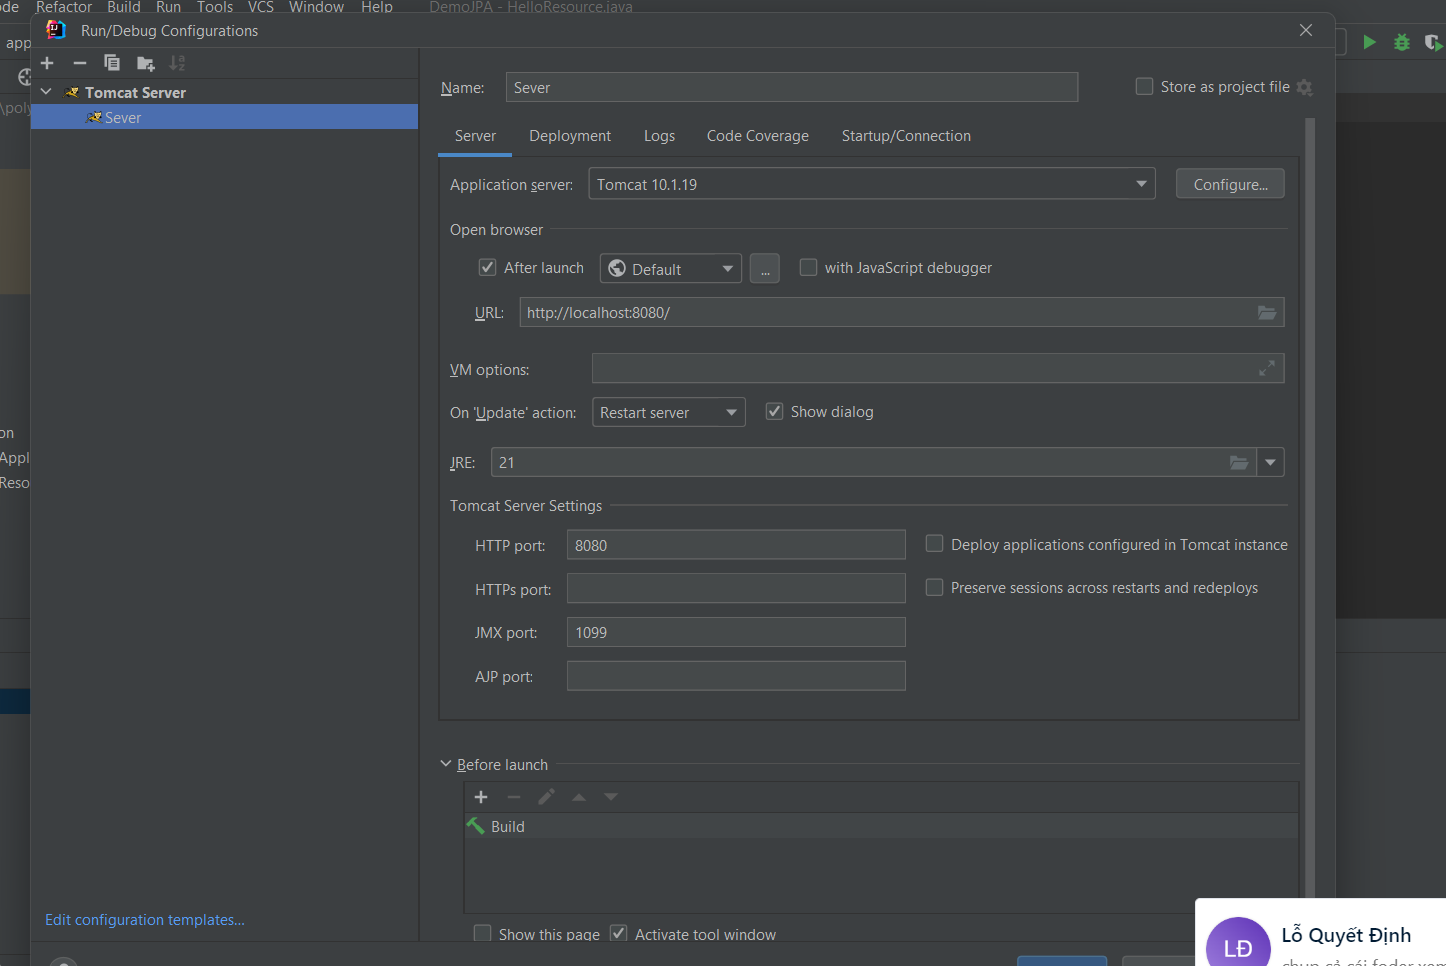 ode Refactor Build Run Tools VCS Window Help DemoJPA - HelloResource.java
Run/Debug Configurations
app
\poly
Tomcat Server
Sever
on
Appl
Reso
Edit configuration templates...
Name: Sever Store as project file
Server Deployment Logs Code Coverage Startup/Connection
Application server: Tomcat 10.1.19 Configure...
Open browser
After launch Default ... with JavaScript debugger
URL: http://localhost:8080/
VM options:
On 'Update' action: Restart server Show dialog
JRE: 21
Tomcat Server Settings
HTTP port: 8080 Deploy applications configured in Tomcat instance
HTTPs port: Preserve sessions across restarts and redeploys
JMX port: 1099
AJP port:
Before launch
Build
Show this page Activate tool window
LĐ
Lỗ Quyết Định